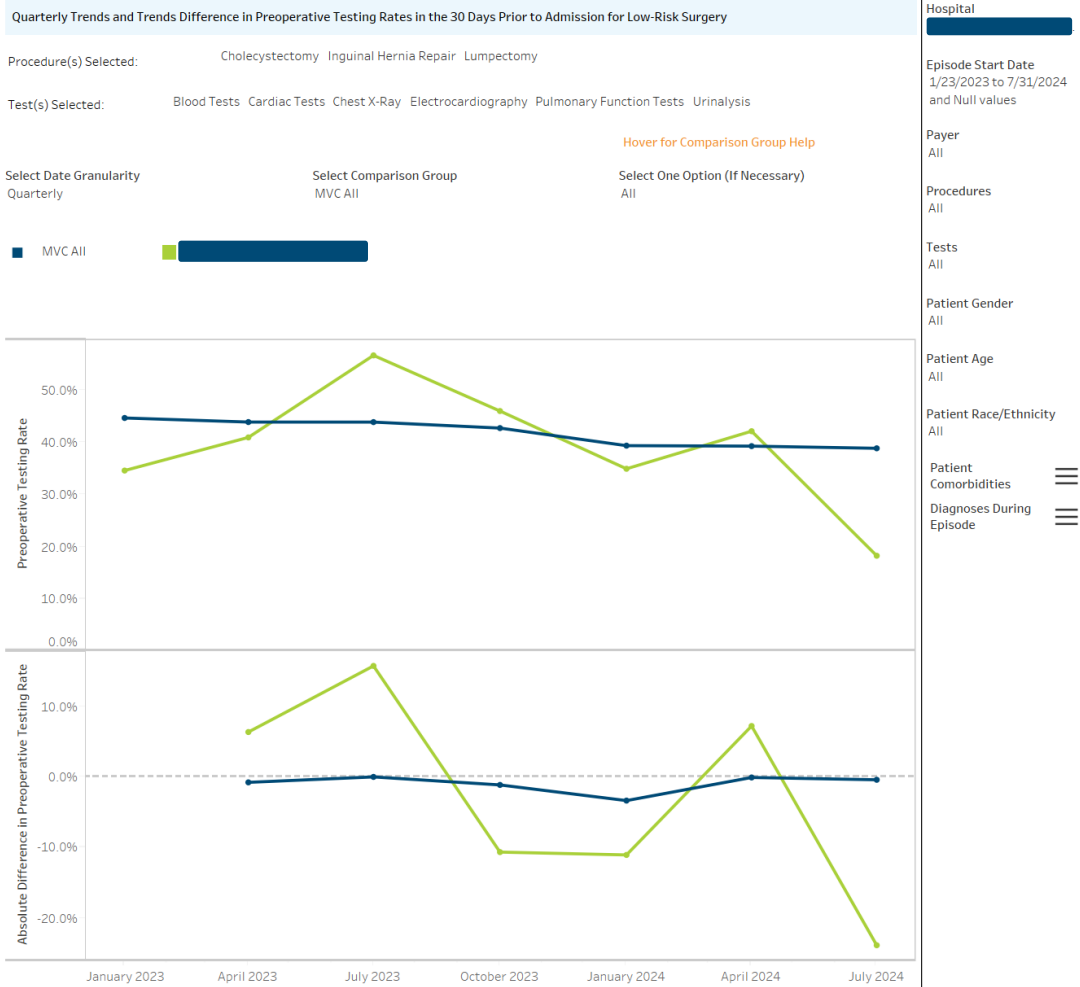 Quarterly Trends and Trends Difference in Preoperative Testing Rates in the 30 Days Prior to Admission for Low-Risk Surgery
Procedure(s) Selected: Cholecystectomy Inguinal Hernia Repair Lumpectomy
Test(s) Selected: Blood Tests Cardiac Tests Chest X-Ray Electrocardiography Pulmonary Function Tests Urinalysis
Hover for Comparison Group Help
Select Date Granularity
Quarterly
Select Comparison Group
MVC All
Select One Option (If Necessary)
All
MVC All
Preoperative Testing Rate
50.0%
40.0%
30.0%
20.0%
10.0%
0.0%
Absolute Difference in Preoperative Testing Rate
10.0%
0.0%
-10.0%
-20.0%
January 2023 April 2023 July 2023 October 2023 January 2024 April 2024 July 2024
Hospital
Episode Start Date
1/23/2023 to 7/31/2024
and Null values
Payer
All
Procedures
All
Tests
All
Patient Gender
All
Patient Age
All
Patient Race/Ethnicity
All
Patient
Comorbidities
Diagnoses During
Episode